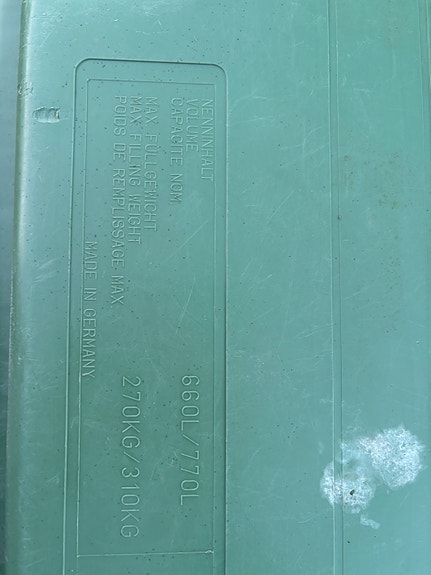 NENNINHALT
VOLUME
CAPACITE NOM 660L/770L
MAX FÜLLGEWICHT
MAX FILLING WEIGHT
POIDS DE REMPLISSAGE MAX 270KG/310KG
MADE IN GERMANY